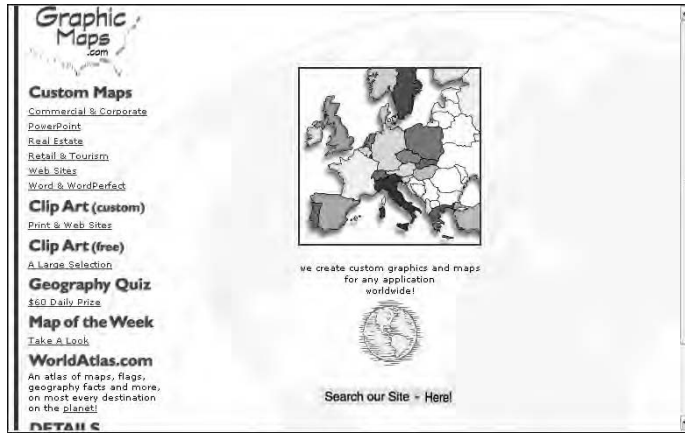 Graphic
Maps
.com
Custom Maps
Commercial & Corporate
PowerPoint
Real Estate
Retail & Tourism
Web Sites
Word & WordPerfect
Clip Art (custom)
Print & Web Sites
Clip Art (free)
A Large Selection
Geography Quiz
$60 Daily Prize
Map of the Week
Take A Look
WorldAtlas.com
An atlas of maps, flags,
geography facts and more,
on most every destination
on the planet!
DETAILS
we create custom graphics and maps
for any application
worldwide!
Search our Site - Here!